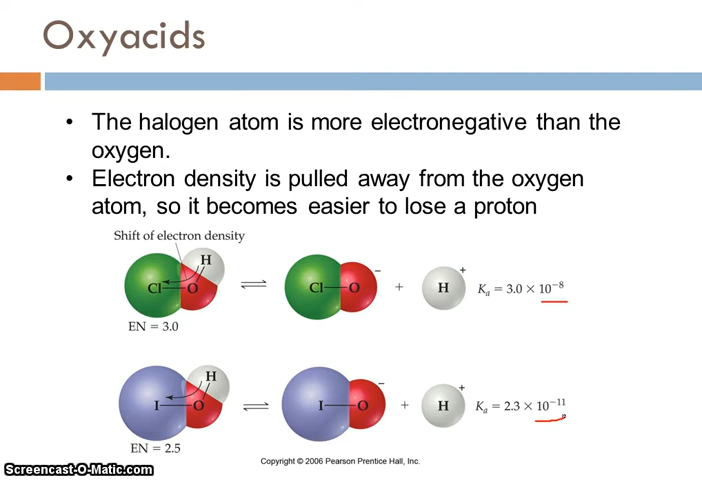 Oxyacids
• The halogen atom is more electronegative than the
oxygen.
• Electron density is pulled away from the oxygen
atom, so it becomes easier to lose a proton
Shift of electron density
H
Cl O ⇌ Cl O − + H + Kₐ = 3.0 × 10⁻⁸
EN = 3.0
H
I O ⇌ I O − + H + Kₐ = 2.3 × 10⁻¹¹
EN = 2.5
Copyright © 2006 Pearson Prentice Hall, Inc.
Screencast-O-Matic.com